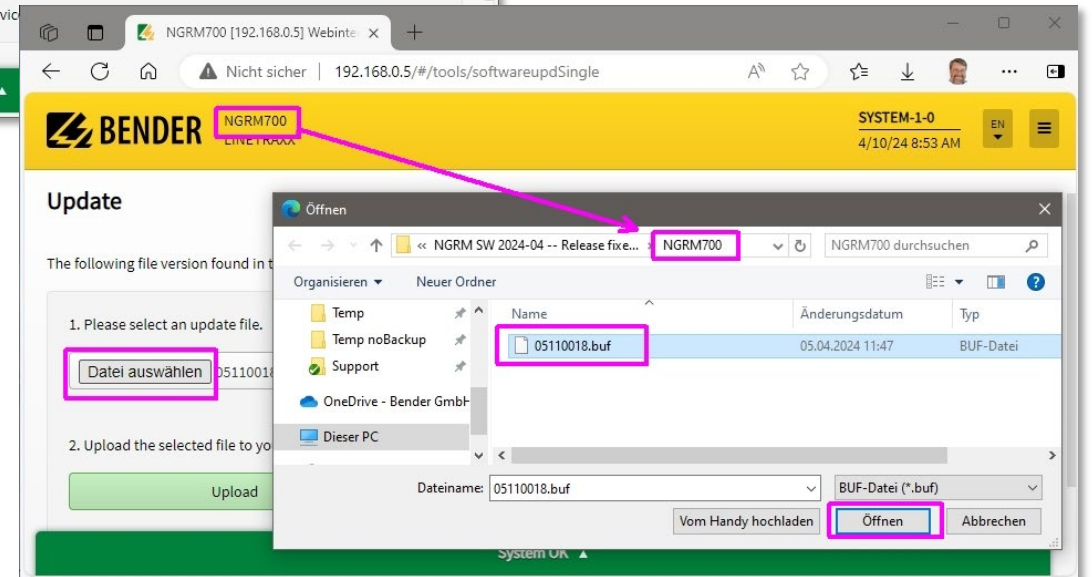 vic
NGRM700 [192.168.0.5] Webinte
Nicht sicher | 192.168.0.5/#/tools/softwareupdSingle
BENDER
NGRM700
LINETRAXX
SYSTEM-1-0
4/10/24 8:53 AM
EN
Update
The following file version found in t
1. Please select an update file.
Datei auswählen 05110018
2. Upload the selected file to yo
Upload
System OK
Öffnen
« NGRM SW 2024-04 -- Release fixe... › NGRM700
NGRM700 durchsuchen
Organisieren
Neuer Ordner
Temp
Temp noBackup
Support
OneDrive - Bender GmbH
Dieser PC
Name Änderungsdatum Typ
05110018.buf 05.04.2024 11:47 BUF-Datei
Dateiname: 05110018.buf
BUF-Datei (*.buf)
Vom Handy hochladen
Öffnen
Abbrechen